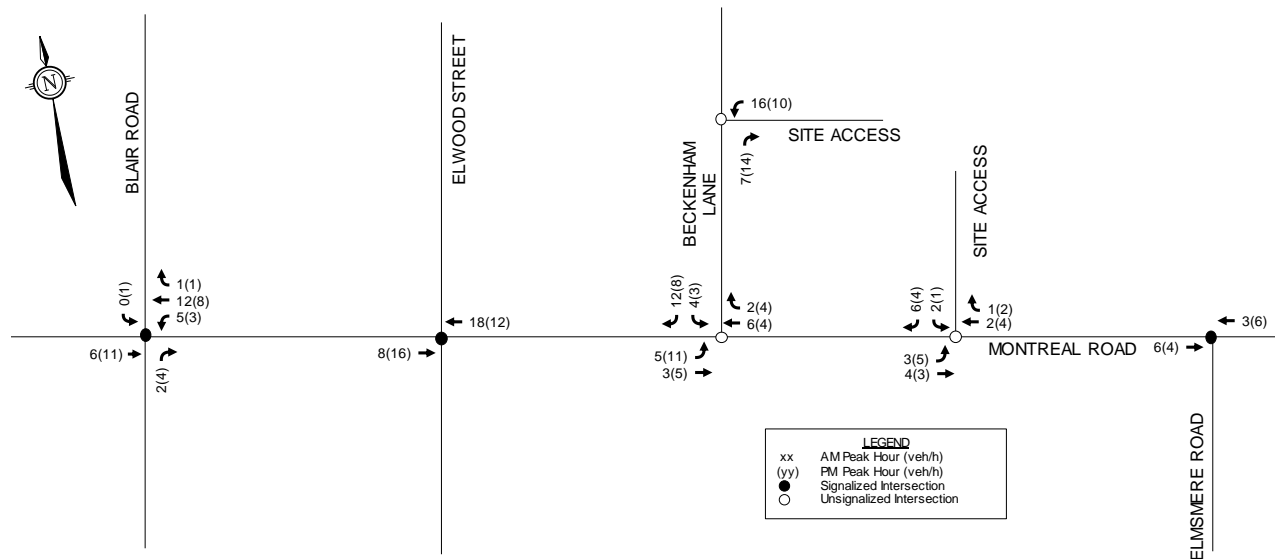 N
BLAIR ROAD
ELWOOD STREET
BECKENHAM
LANE
16(10)
SITE ACCESS
7(14)
SITE ACCESS
0(1)
1(1)
12(8)
5(3)
6(11)
2(4)
18(12)
8(16)
12(8)
4(3)
2(4)
6(4)
5(11)
3(5)
6(4)
2(1)
1(2)
2(4)
3(5)
4(3)
MONTREAL ROAD
3(6)
6(4)
ELMSMERE ROAD
LEGEND
xx AM Peak Hour (veh/h)
(yy) PM Peak Hour (veh/h)
Signalized Intersection
Unsignalized Intersection